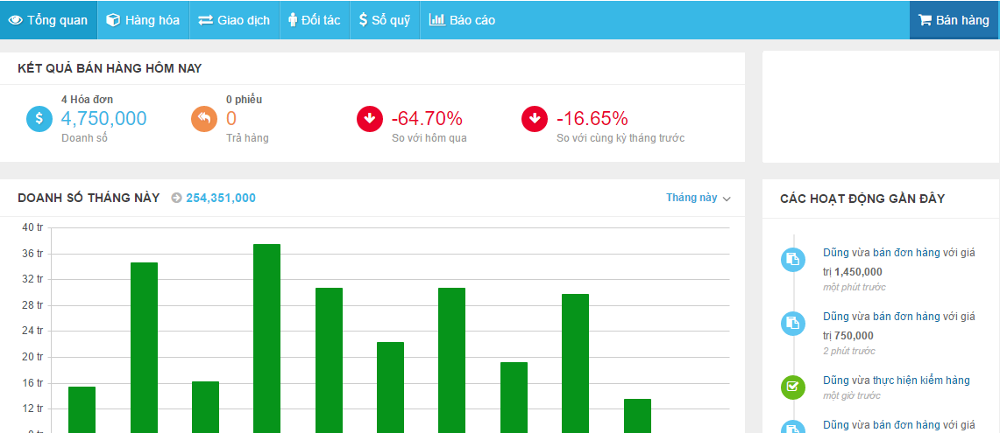 Tổng quan Hàng hóa Giao dịch Đối tác Sổ quỹ Báo cáo Bán hàng
KẾT QUẢ BÁN HÀNG HÔM NAY
4 Hóa đơn
4,750,000
Doanh số
0 phiếu
0
Trả hàng
-64.70%
So với hôm qua
-16.65%
So với cùng kỳ tháng trước
DOANH SỐ THÁNG NÀY 254,351,000 Tháng này
40 tr
36 tr
32 tr
28 tr
24 tr
20 tr
16 tr
12 tr
CÁC HOẠT ĐỘNG GẦN ĐÂY
Dũng vừa bán đơn hàng với giá
trị 1,450,000
một phút trước
Dũng vừa bán đơn hàng với giá
trị 750,000
2 phút trước
Dũng vừa thực hiện kiểm hàng
một giờ trước
Dũng vừa bán đơn hàng với giá